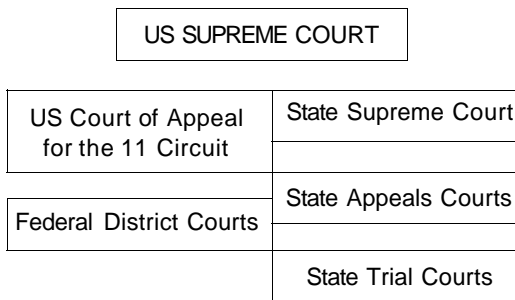 US SUPREME COURT
US Court of Appeal
for the 11 Circuit
State Supreme Court
State Appeals Courts
Federal District Courts
State Trial Courts